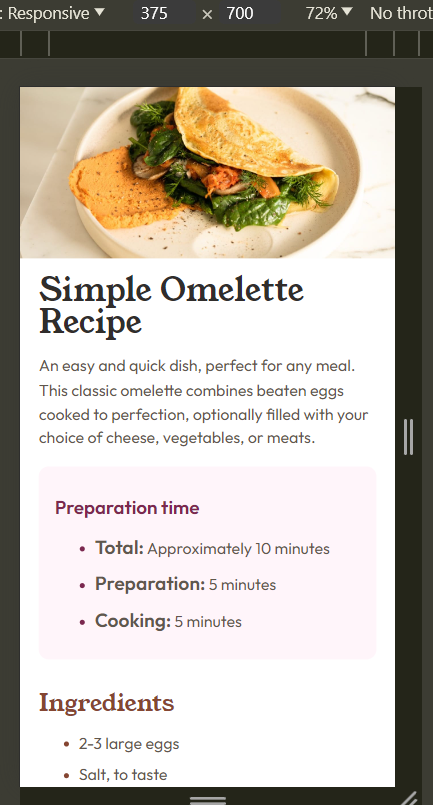 : Responsive ▼ 375 × 700 72% ▼ No throt
Simple Omelette
Recipe
An easy and quick dish, perfect for any meal.
This classic omelette combines beaten eggs
cooked to perfection, optionally filled with your
choice of cheese, vegetables, or meats.
Preparation time
• Total: Approximately 10 minutes
• Preparation: 5 minutes
• Cooking: 5 minutes
Ingredients
• 2-3 large eggs
• Salt, to taste